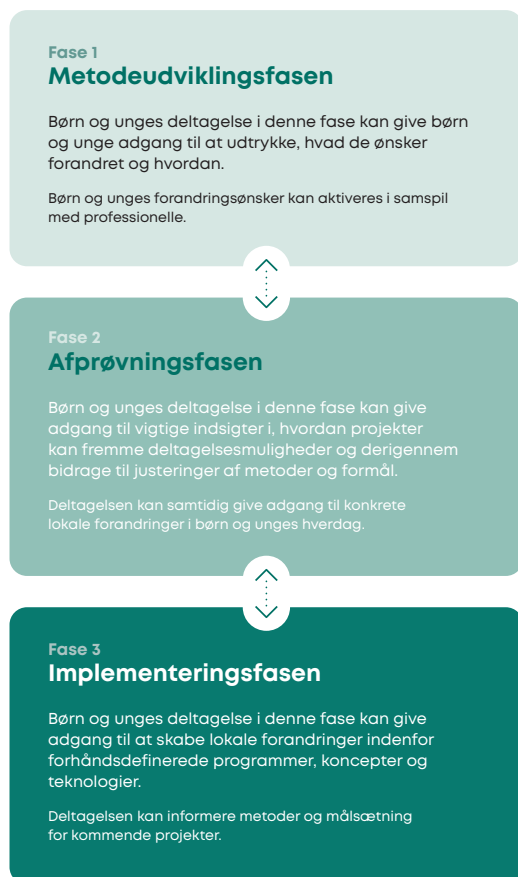 Fase 1
Metodeudviklingsfasen
Børn og unges deltagelse i denne fase kan give børn
og unge adgang til at udtrykke, hvad de ønsker
forandret og hvordan.
Børn og unges forandringsønsker kan aktiveres i samspil
med professionelle.
Fase 2
Afprøvningsfasen
Børn og unges deltagelse i denne fase kan give
adgang til vigtige indsigter i, hvordan projekter
kan fremme deltagelsesmuligheder og derigennem
bidrage til justeringer af metoder og formål.
Deltagelsen kan samtidig give adgang til konkrete
lokale forandringer i børn og unges hverdag.
Fase 3
Implementeringsfasen
Børn og unges deltagelse i denne fase kan give
adgang til at skabe lokale forandringer indenfor
forhåndsdefinerede programmer, koncepter og
teknologier.
Deltagelsen kan informere metoder og målsætning
for kommende projekter.